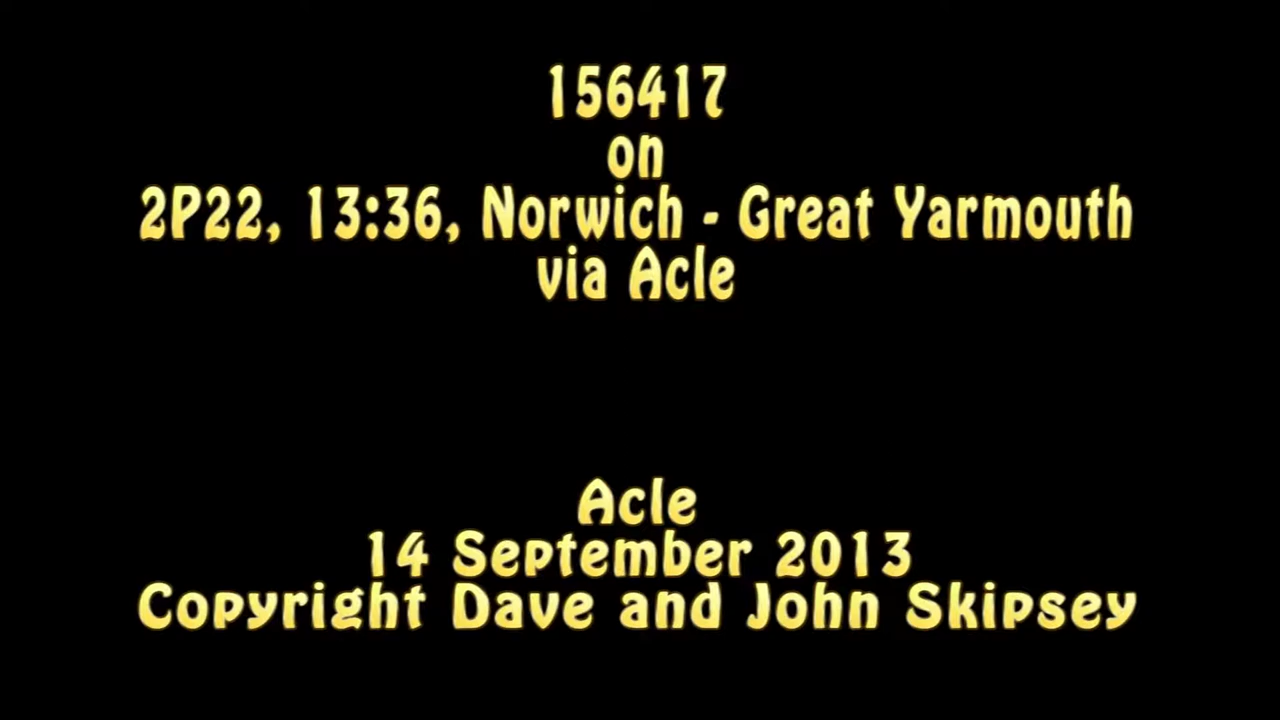 156417
on
2P22, 13:36, Norwich - Great Yarmouth
via Acle
Acle
14 September 2013
Copyright Dave and John Skipsey